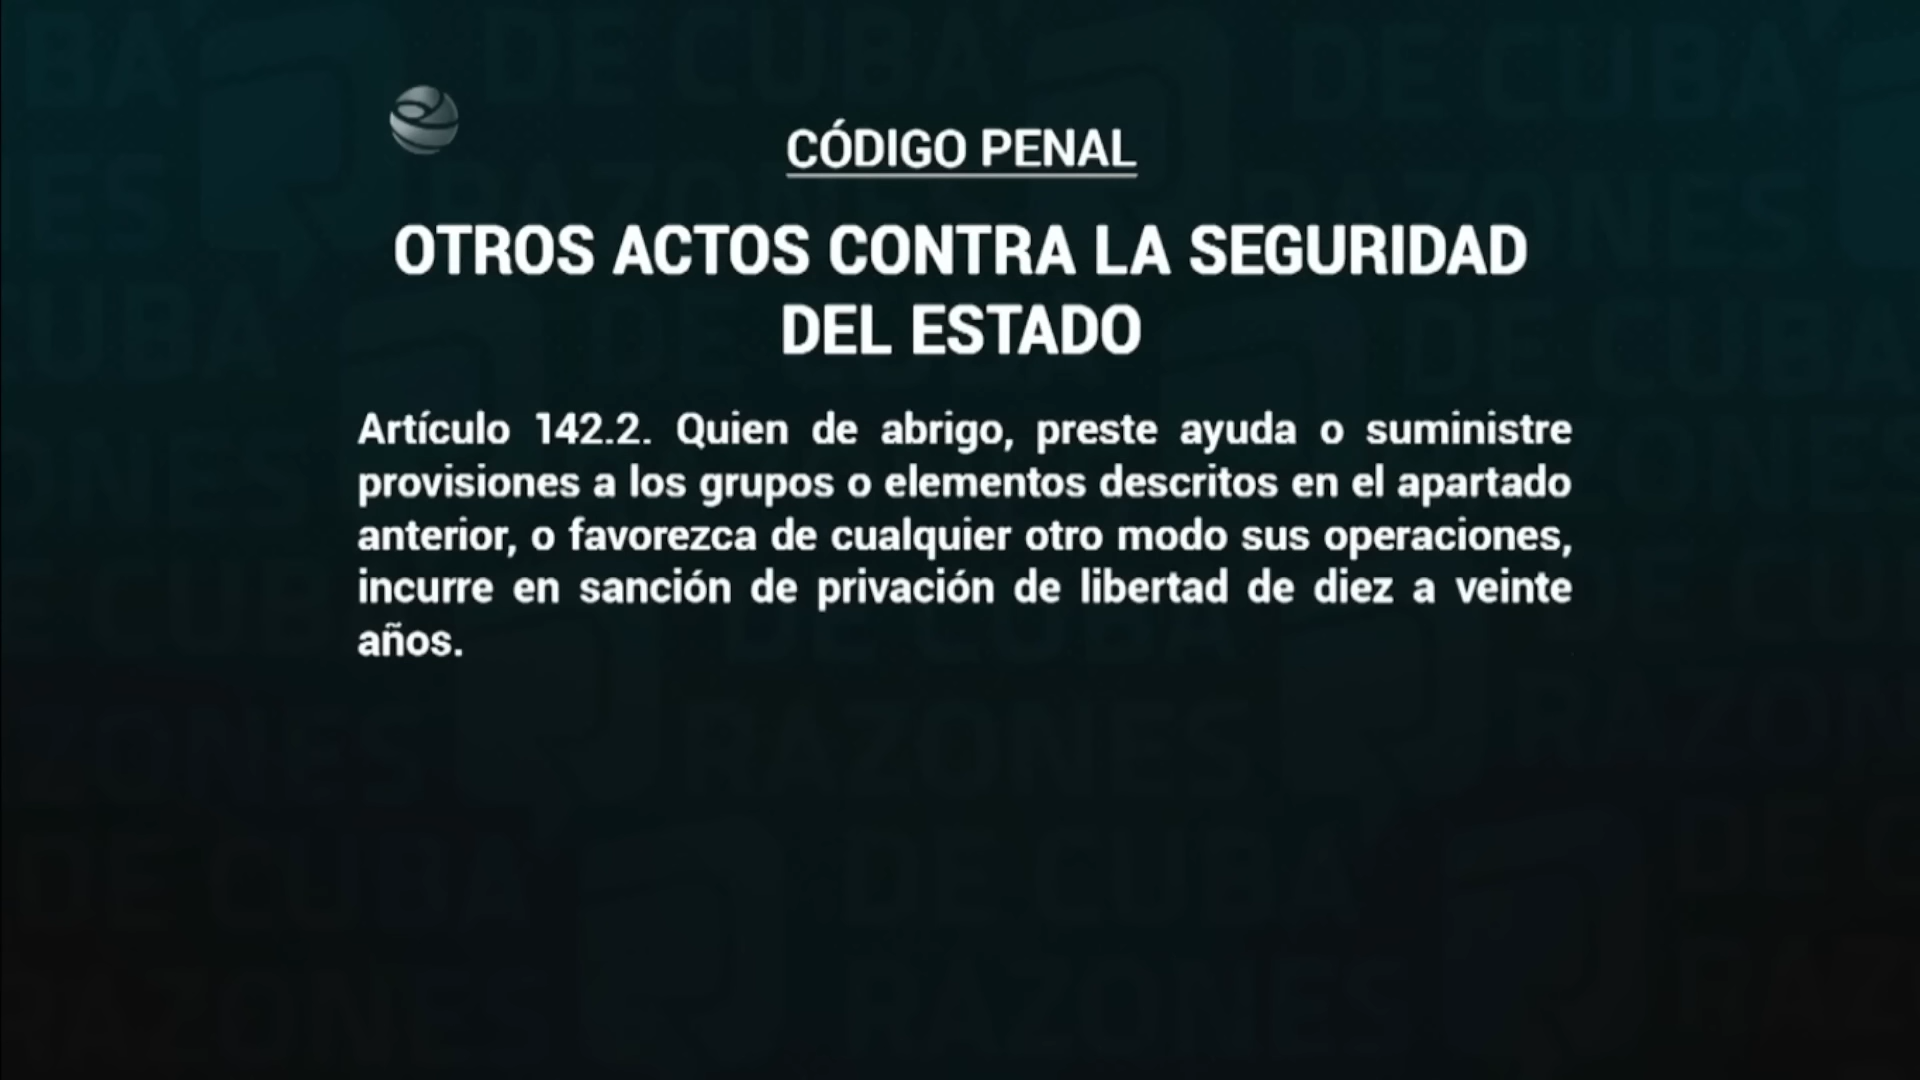 CÓDIGO PENAL
OTROS ACTOS CONTRA LA SEGURIDAD
DEL ESTADO
Artículo 142.2. Quien de abrigo, preste ayuda o suministre
provisiones a los grupos o elementos descritos en el apartado
anterior, o favorezca de cualquier otro modo sus operaciones,
incurre en sanción de privación de libertad de diez a veinte
años.